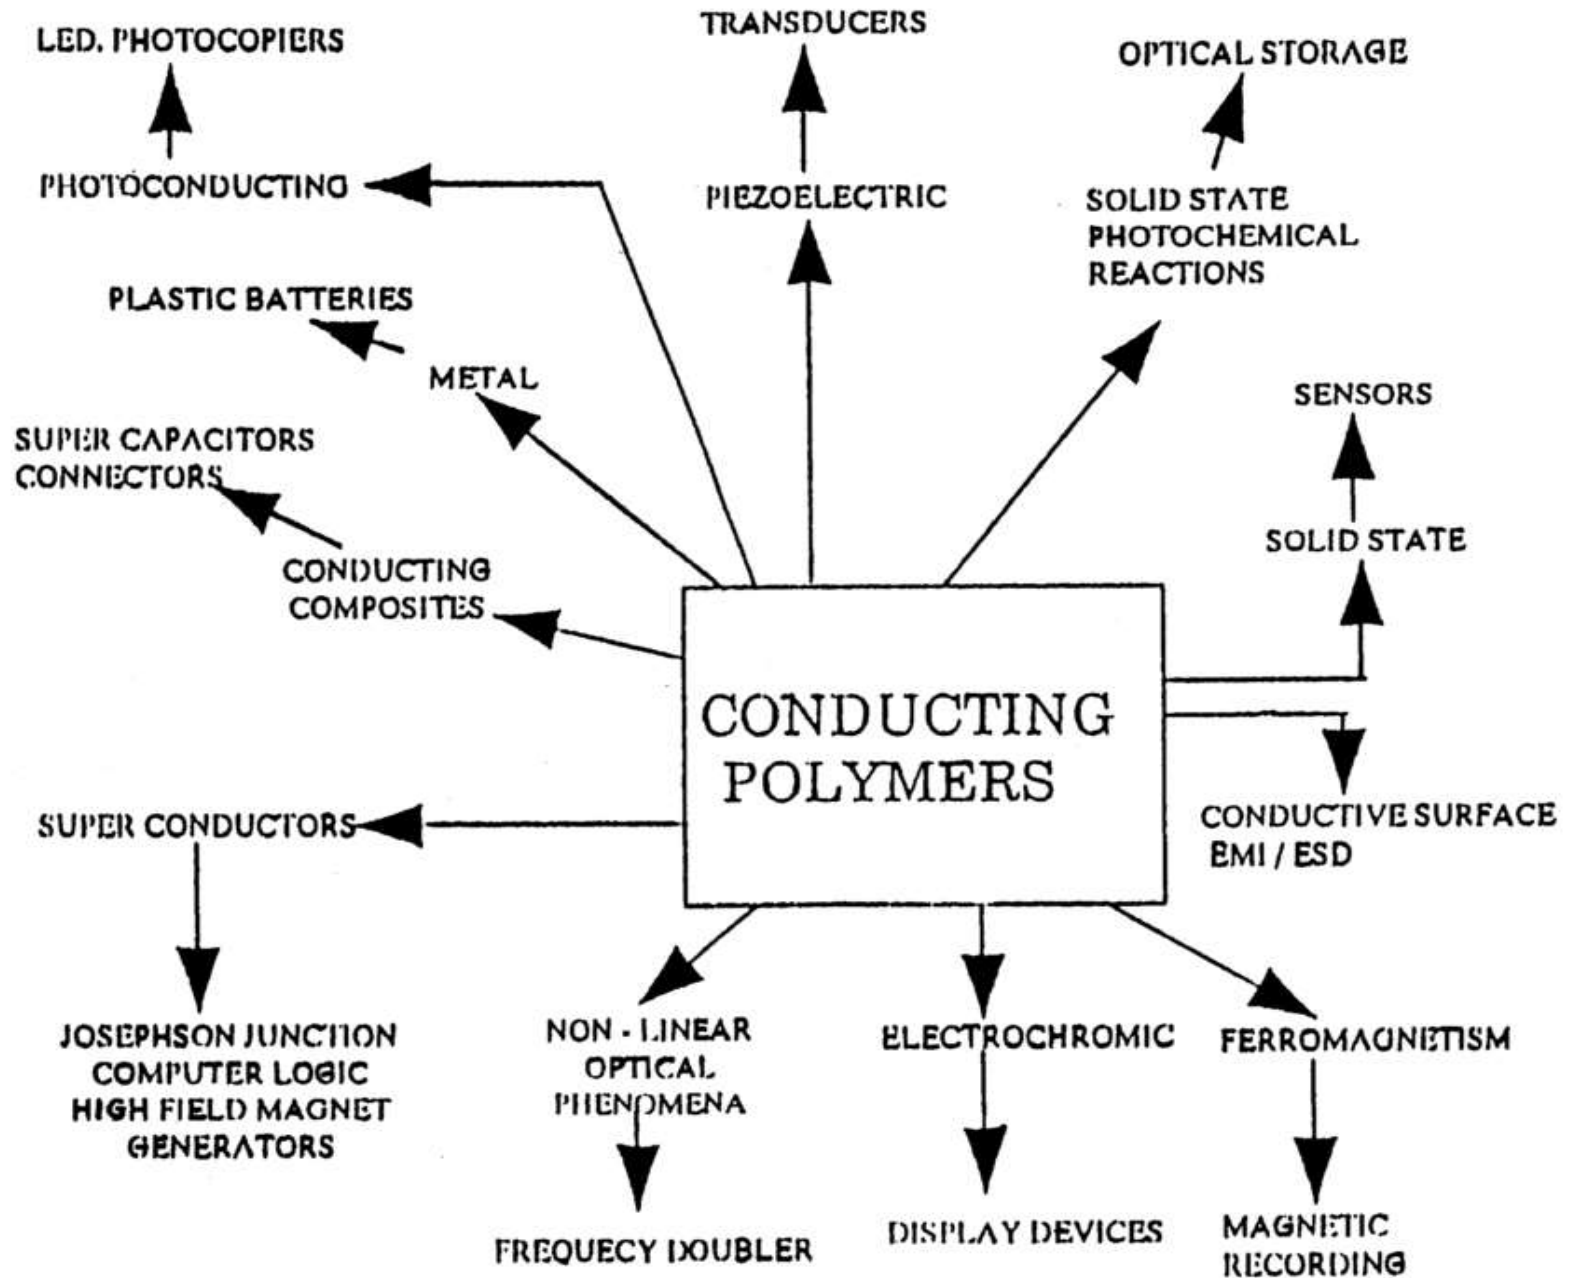 LED. PHOTOCOPIERS
TRANSDUCERS
OPTICAL STORAGE
PHOTOCONDUCTING
PIEZOELECTRIC
SOLID STATE
PHOTOCHEMICAL
REACTIONS
PLASTIC BATTERIES
METAL
SENSORS
SUPER CAPACITORS
CONNECTORS
SOLID STATE
CONDUCTING
COMPOSITES
CONDUCTING
POLYMERS
SUPER CONDUCTORS
CONDUCTIVE SURFACE
EMI / ESD
JOSEPHSON JUNCTION
COMPUTER LOGIC
HIGH FIELD MAGNET
GENERATORS
NON - LINEAR
OPTICAL
PHENOMENA
ELECTROCHROMIC
FERROMAGNETISM
FREQUECY DOUBLER
DISPLAY DEVICES
MAGNETIC
RECORDING